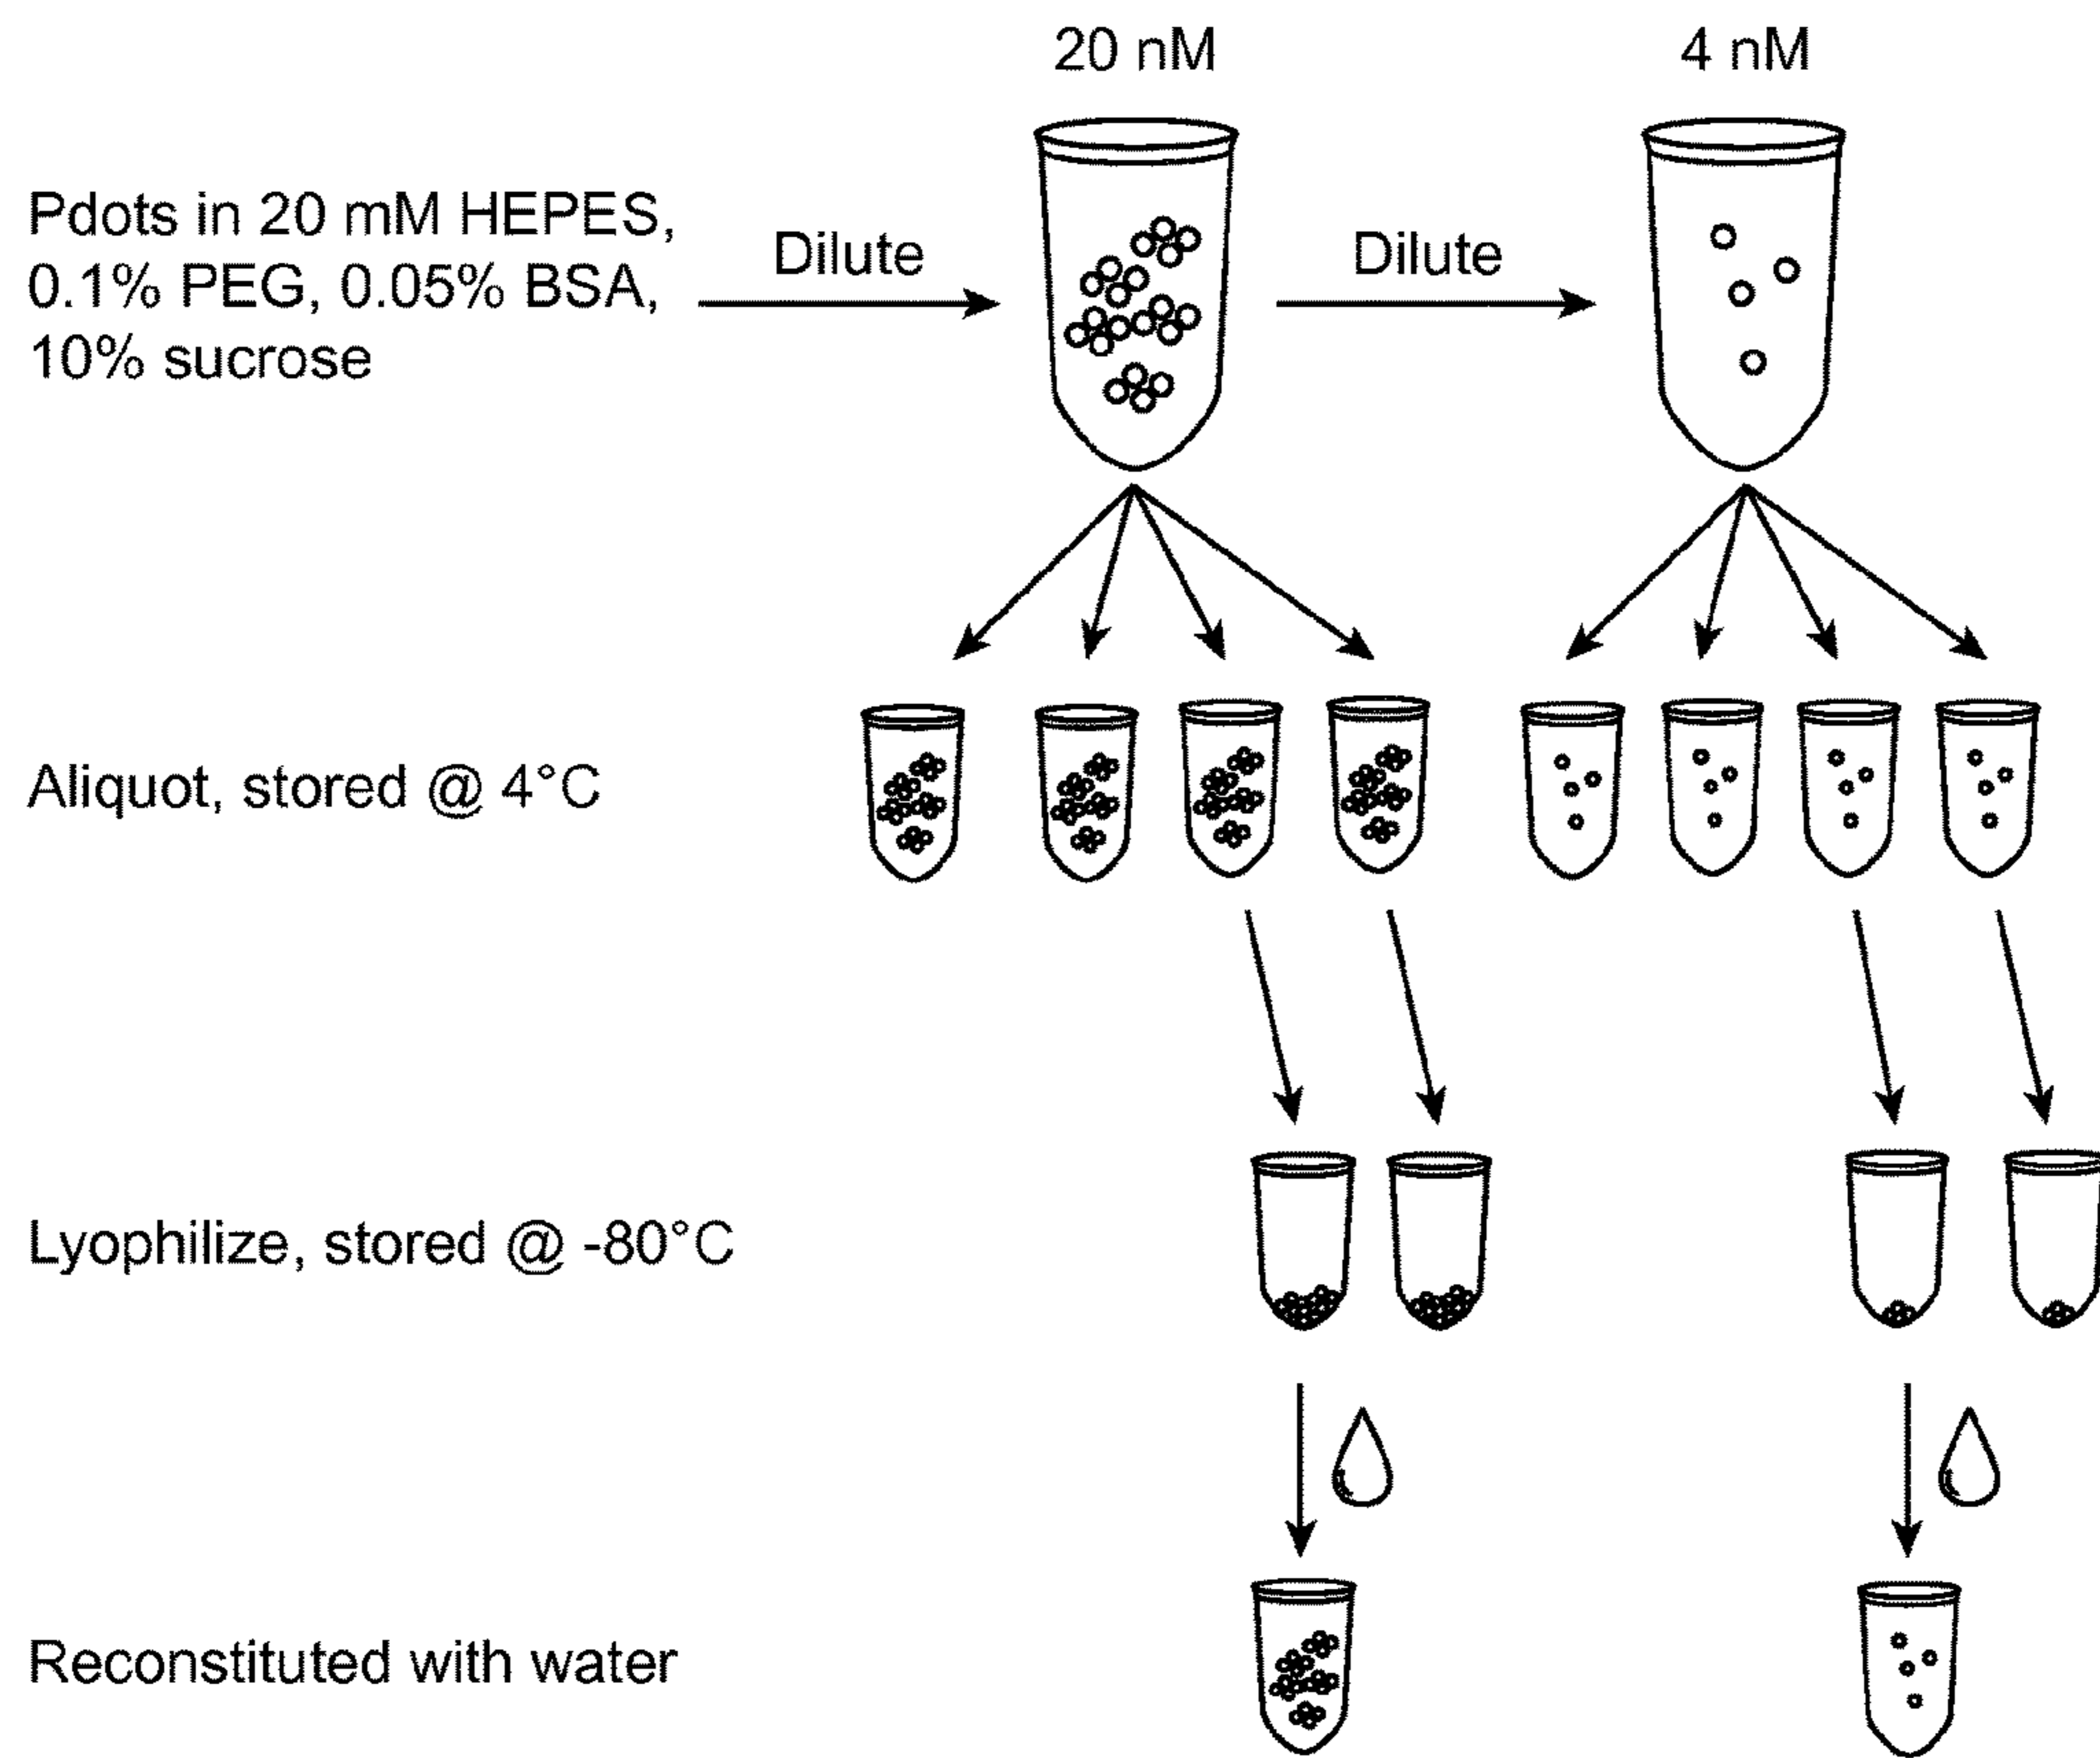 20 nM
4 nM
Pdots in 20 mM HEPES,
0.1% PEG, 0.05% BSA,
10% sucrose
Dilute
Dilute
Aliquot, stored @ 4°C
Lyophilize, stored @ -80°C
Reconstituted with water